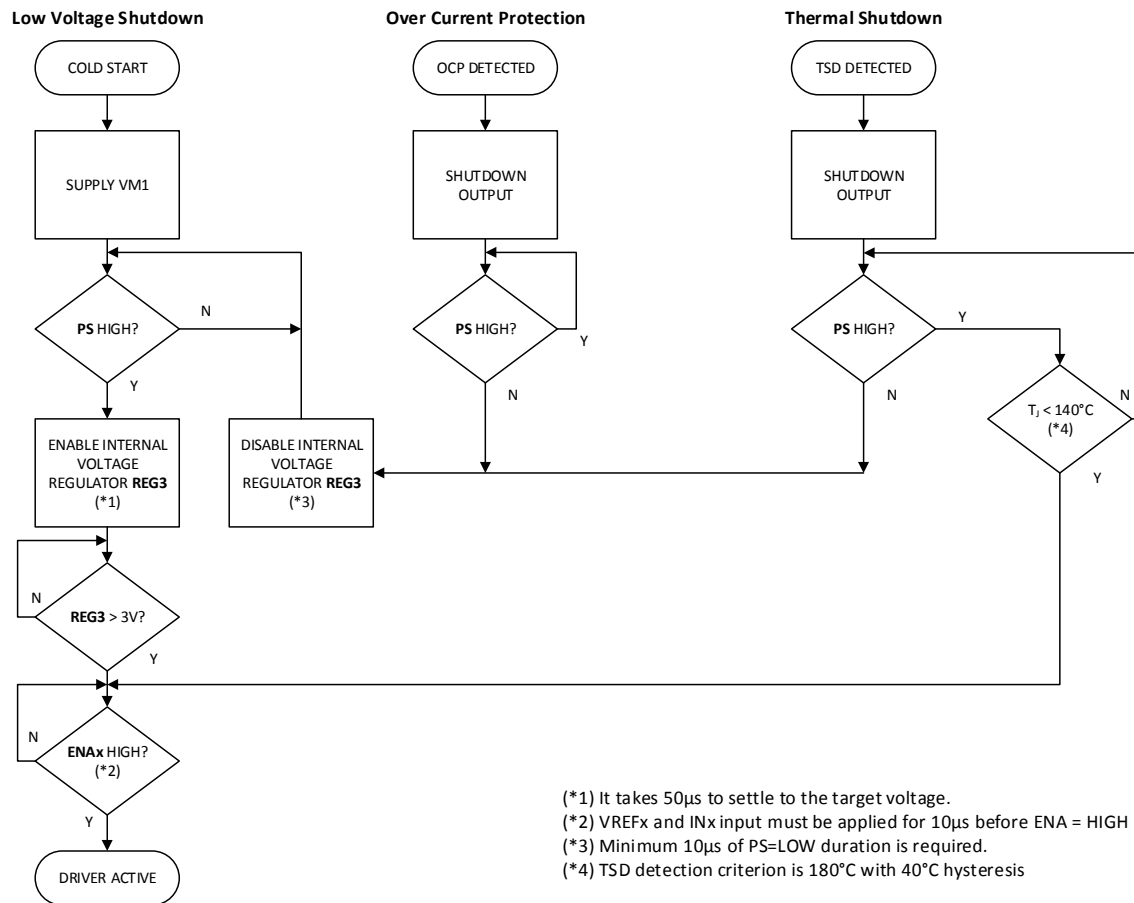 Low Voltage Shutdown
COLD START
SUPPLY VM1
PS HIGH?
N
Y
ENABLE INTERNAL
VOLTAGE
REGULATOR REG3
(*1)
DISABLE INTERNAL
VOLTAGE
REGULATOR REG3
(*3)
N
REG3 > 3V?
Y
N
ENAx HIGH?
(*2)
Y
DRIVER ACTIVE
Over Current Protection
OCP DETECTED
SHUTDOWN
OUTPUT
PS HIGH?
Y
N
Thermal Shutdown
TSD DETECTED
SHUTDOWN
OUTPUT
PS HIGH?
Y
N
TJ < 140°C
(*4)
N
Y
(*1) It takes 50µs to settle to the target voltage.
(*2) VREFx and INx input must be applied for 10µs before ENA = HIGH
(*3) Minimum 10µs of PS=LOW duration is required.
(*4) TSD detection criterion is 180°C with 40°C hysteresis